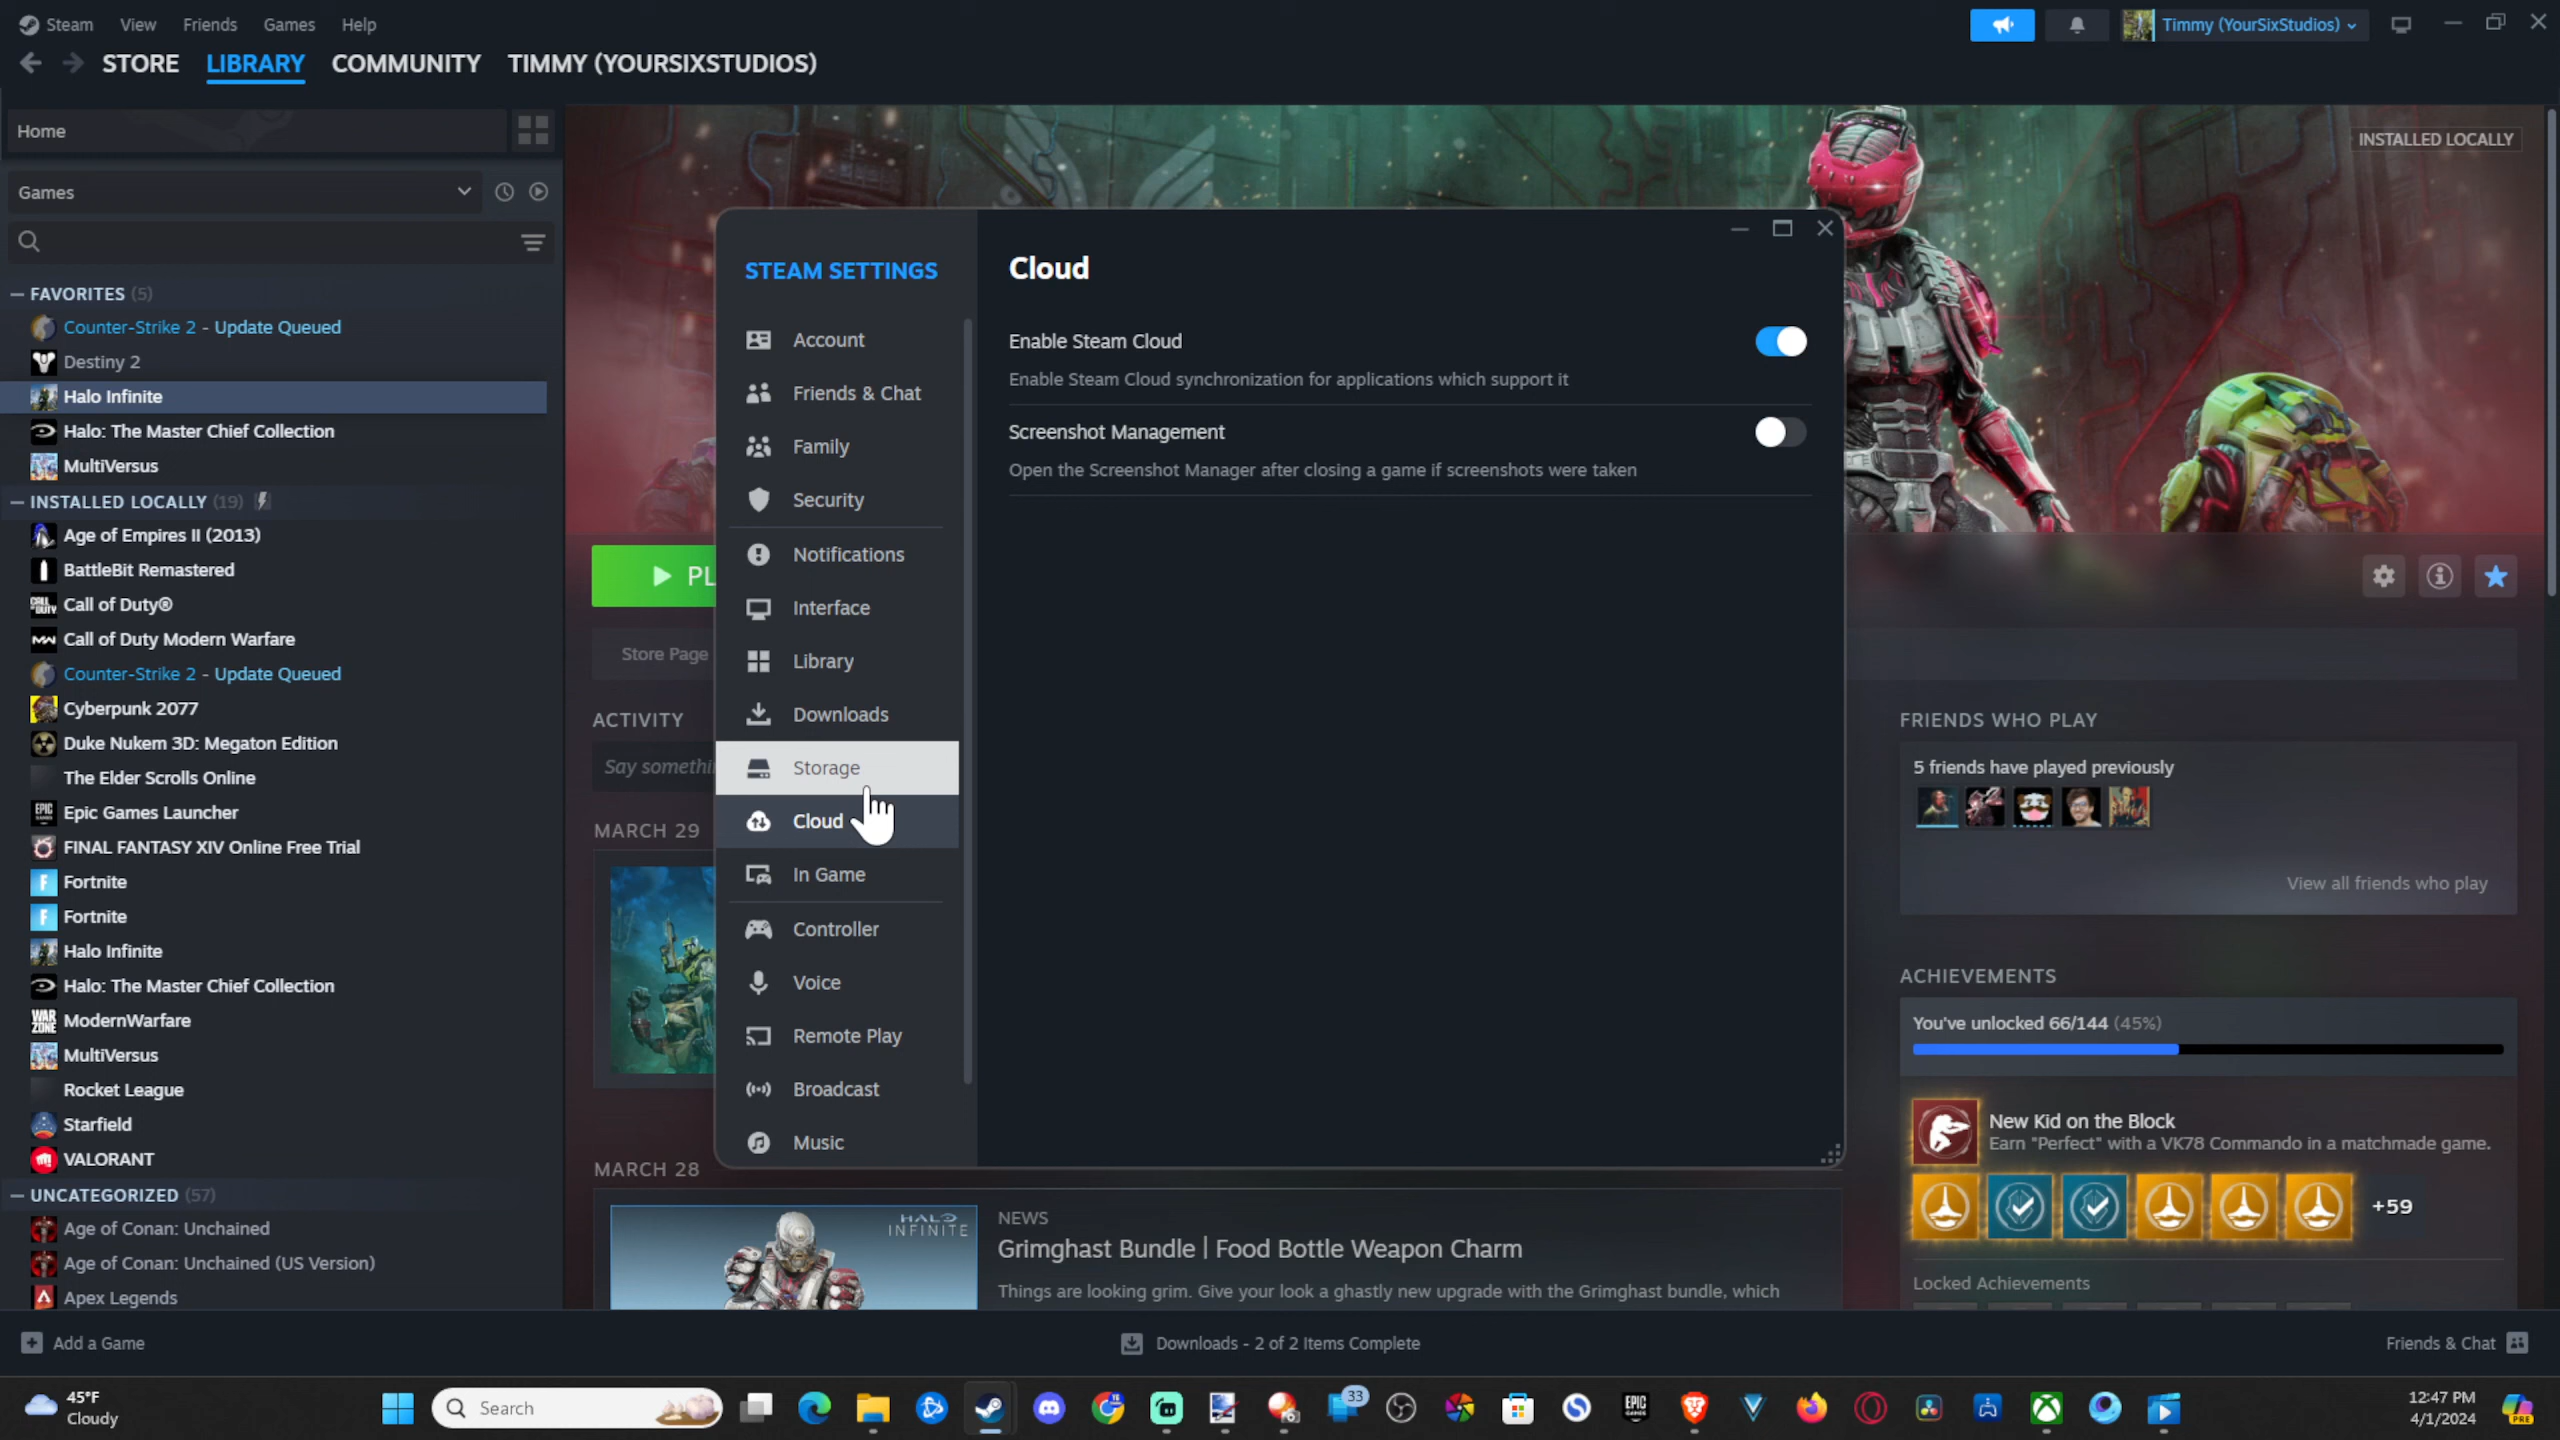 Steam View Friends Games Help
Timmy (YourSixStudios)
STORE LIBRARY COMMUNITY TIMMY (YOURSIXSTUDIOS)
Home
Games
FAVORITES (5)
Counter-Strike 2 - Update Queued
Destiny 2
Halo Infinite
Halo: The Master Chief Collection
MultiVersus
INSTALLED LOCALLY (19)
Age of Empires II (2013)
BattleBit Remastered
Call of Duty®
Call of Duty Modern Warfare
Counter-Strike 2 - Update Queued
Cyberpunk 2077
Duke Nukem 3D: Megaton Edition
The Elder Scrolls Online
Epic Games Launcher
FINAL FANTASY XIV Online Free Trial
Fortnite
Fortnite
Halo Infinite
Halo: The Master Chief Collection
ModernWarfare
MultiVersus
Rocket League
Starfield
VALORANT
UNCATEGORIZED (57)
Age of Conan: Unchained
Age of Conan: Unchained (US Version)
Apex Legends
INSTALLED LOCALLY
STEAM SETTINGS
Account
Friends & Chat
Family
Security
Notifications
Interface
Library
Downloads
Storage
Cloud
In Game
Controller
Voice
Remote Play
Broadcast
Music
Cloud
Enable Steam Cloud
Enable Steam Cloud synchronization for applications which support it
Screenshot Management
Open the Screenshot Manager after closing a game if screenshots were taken
PL
Store Page
ACTIVITY
Say somethi
MARCH 29
MARCH 28
HALO INFINITE
NEWS
Grimghast Bundle | Food Bottle Weapon Charm
Things are looking grim. Give your look a ghastly new upgrade with the Grimghast bundle, which
FRIENDS WHO PLAY
5 friends have played previously
View all friends who play
ACHIEVEMENTS
You've unlocked 66/144 (45%)
New Kid on the Block
Earn "Perfect" with a VK78 Commando in a matchmade game.
+59
Locked Achievements
Add a Game
Downloads - 2 of 2 Items Complete
Friends & Chat
45°F
Cloudy
Search
33
EPIC GAMES
12:47 PM
4/1/2024
PRE